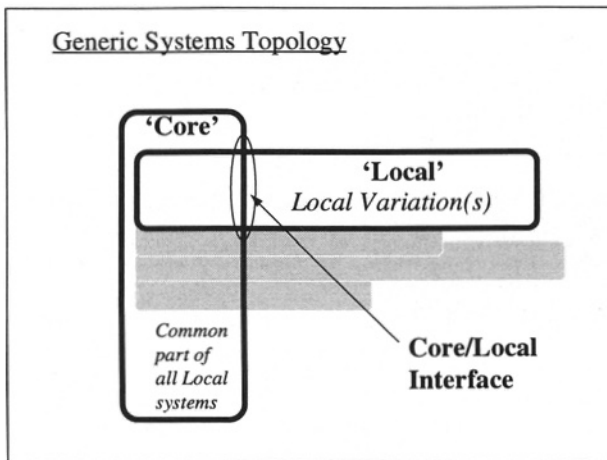 Generic Systems Topology
‘Core’
‘Local’
Local Variation(s)
Common
part of
all Local
systems
Core/Local
Interface